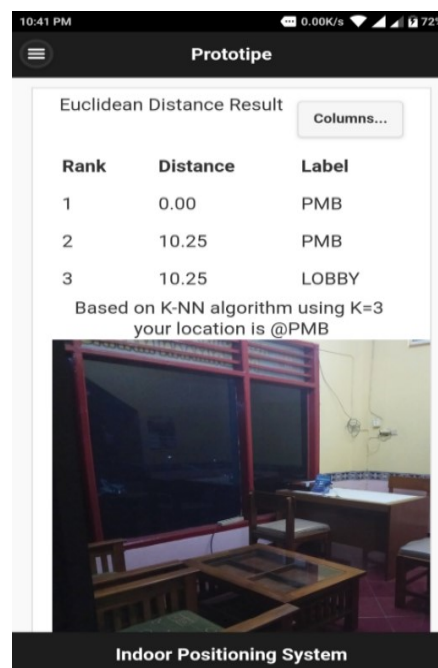 10:41 PM 0.00K/s 72%
Prototipe
Euclidean Distance Result
Columns...
Rank Distance Label
1 0.00 PMB
2 10.25 PMB
3 10.25 LOBBY
Based on K-NN algorithm using K=3
your location is @PMB
Indoor Positioning System